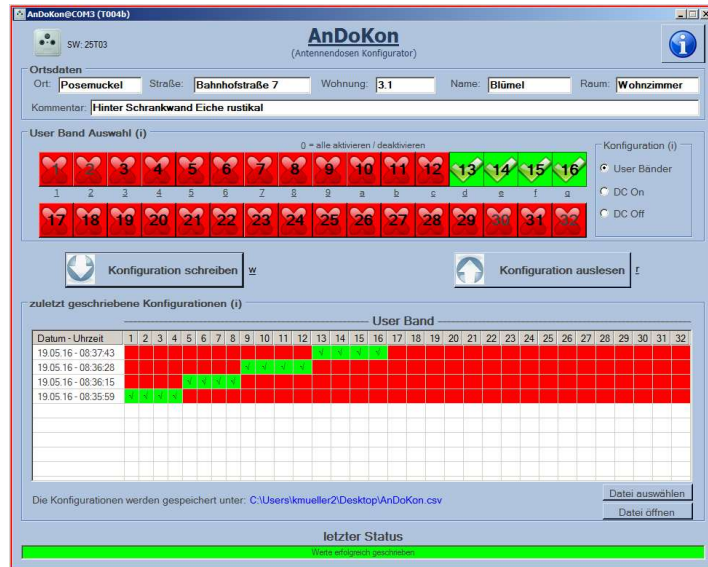 AnDoKon@COM3 (T004b)
SW: 25T03
AnDoKon
(Antennendosen Konfigurator)
Ortsdaten
Ort: Posemuckel Straße: Bahnhofstraße 7 Wohnung: 3.1 Name: Blümel Raum: Wohnzimmer
Kommentar: Hinter Schrankwand Eiche rustikal
User Band Auswahl (i)
0 = alle aktivieren / deaktivieren
1 2 3 4 5 6 7 8 9 10 11 12 13 14 15 16
1 2 3 4 5 6 7 8 9 a b c d e f g
17 18 19 20 21 22 23 24 25 26 27 28 29 30 31 32
Konfiguration (i)
User Bänder
DC On
DC Off
Konfiguration schreiben w
Konfiguration auslesen r
zuletzt geschriebene Konfigurationen (i)
User Band
Datum - Uhrzeit 1 2 3 4 5 6 7 8 9 10 11 12 13 14 15 16 17 18 19 20 21 22 23 24 25 26 27 28 29 30 31 32
19.05.16 - 08:37:43 √ √ √ √
19.05.16 - 08:36:28 √ √ √ √
19.05.16 - 08:36:15 √ √ √ √
19.05.16 - 08:35:59 √ √ √ √
Die Konfigurationen werden gespeichert unter: C:\Users\kmueller2\Desktop\AnDoKon.csv
Datei auswählen
Datei öffnen
letzter Status
Werte erfolgreich geschrieben